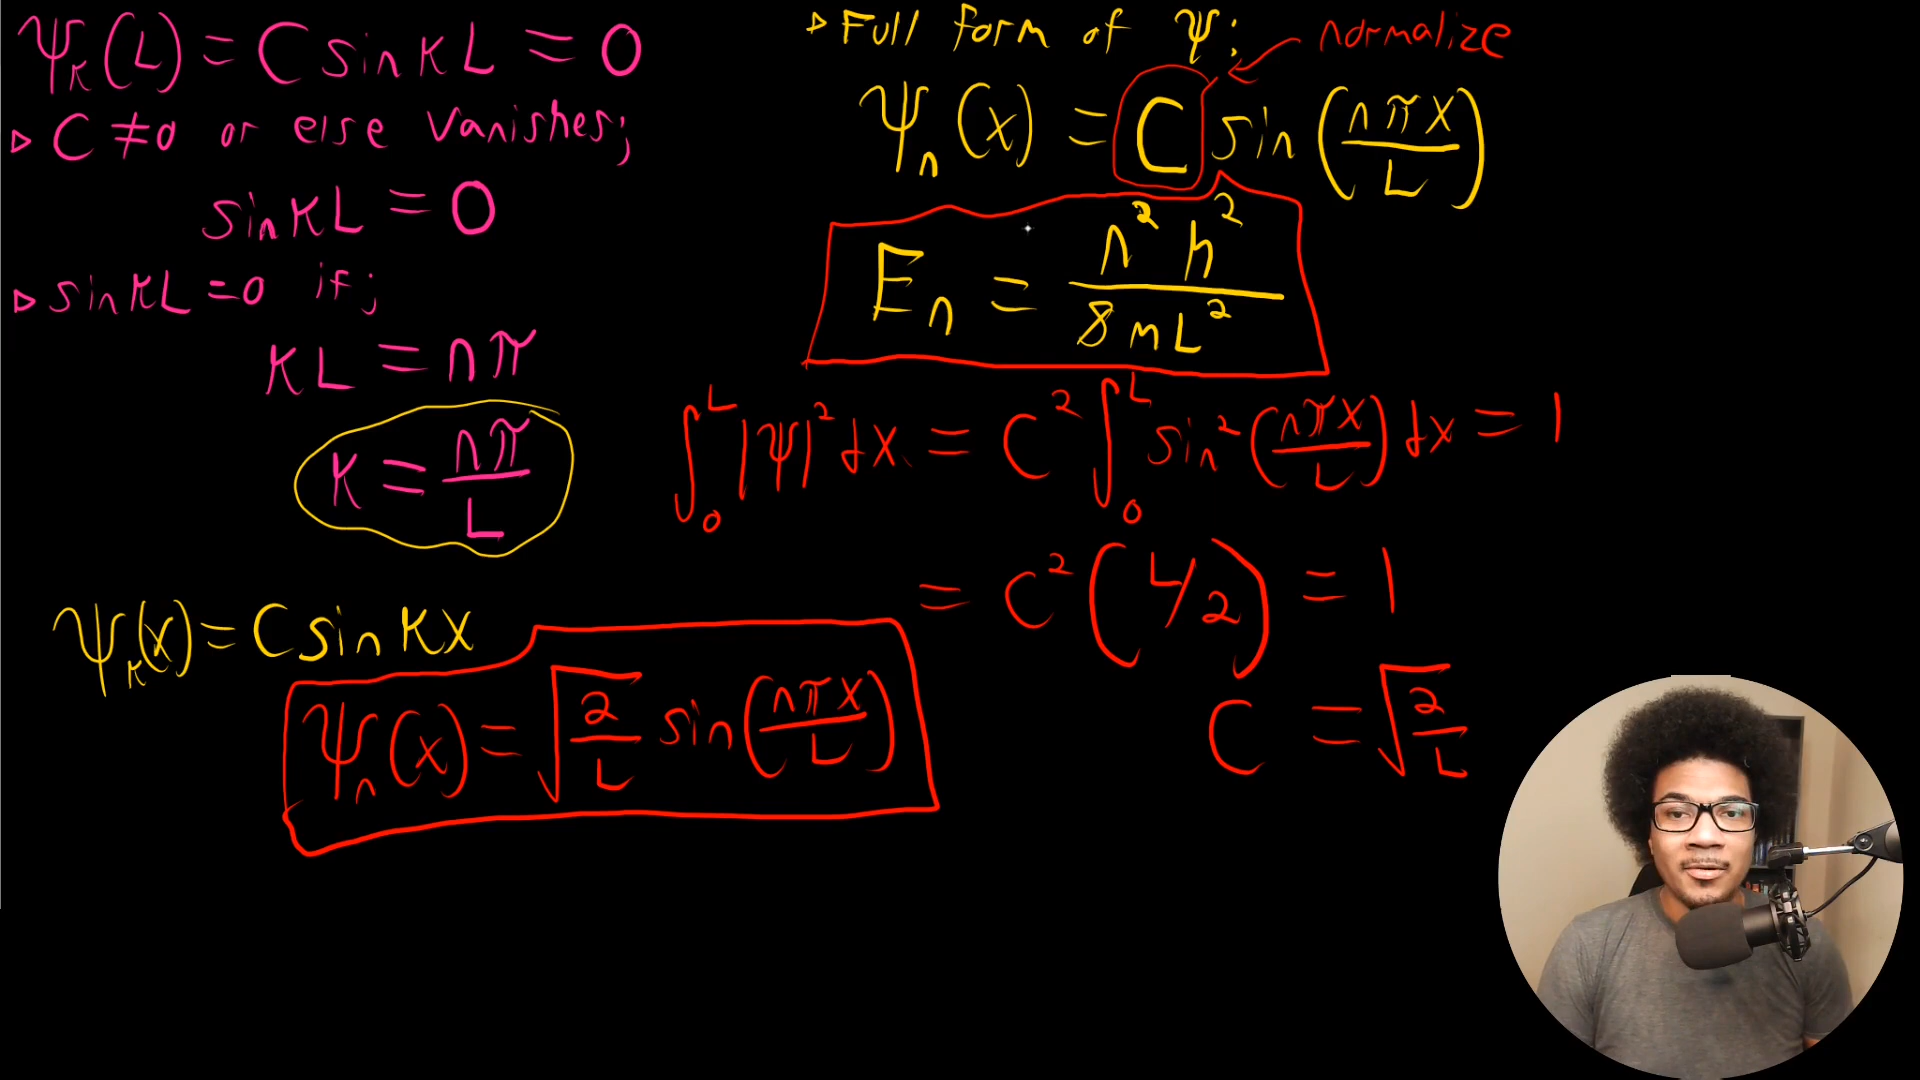 Ψₖ(L) = C sin KL = 0
▹ C ≠ 0 or else vanishes;
sin KL = 0
▹ sin KL = 0 if;
KL = nπ
K = nπ/L
Ψₖ(x) = C sin Kx
Ψₙ(x) = √(2/L) sin(nπx/L)
▹ Full form of Ψ:
normalize
Ψₙ(x) = C sin(nπx/L)
Eₙ = n²h²/8mL²
∫₀ᴸ |Ψ|² dx = C² ∫₀ᴸ sin²(nπx/L) dx = 1
= C² (L/2) = 1
C = √(2/L)